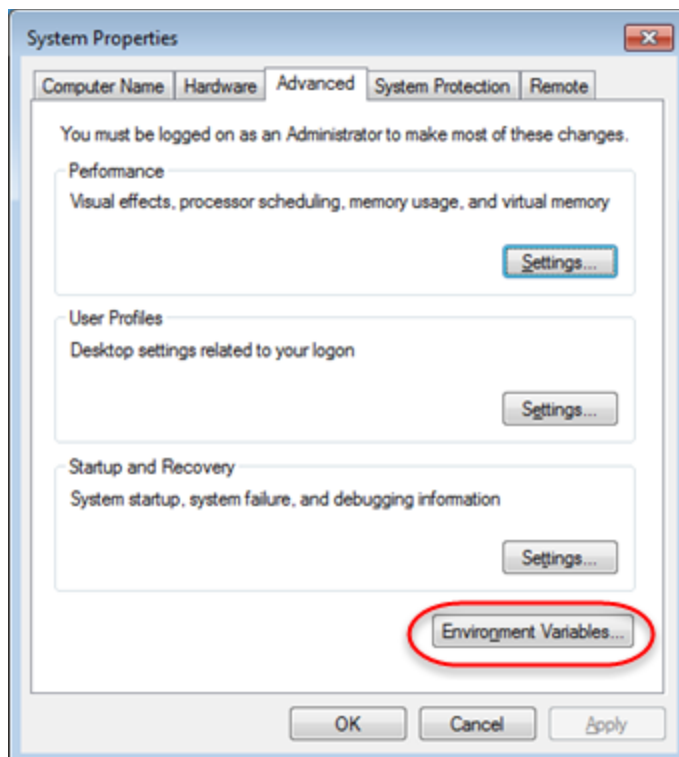 System Properties
Computer Name Hardware Advanced System Protection Remote
You must be logged on as an Administrator to make most of these changes.
Performance
Visual effects, processor scheduling, memory usage, and virtual memory
Settings...
User Profiles
Desktop settings related to your logon
Settings...
Startup and Recovery
System startup, system failure, and debugging information
Settings...
Environment Variables...
OK Cancel Apply